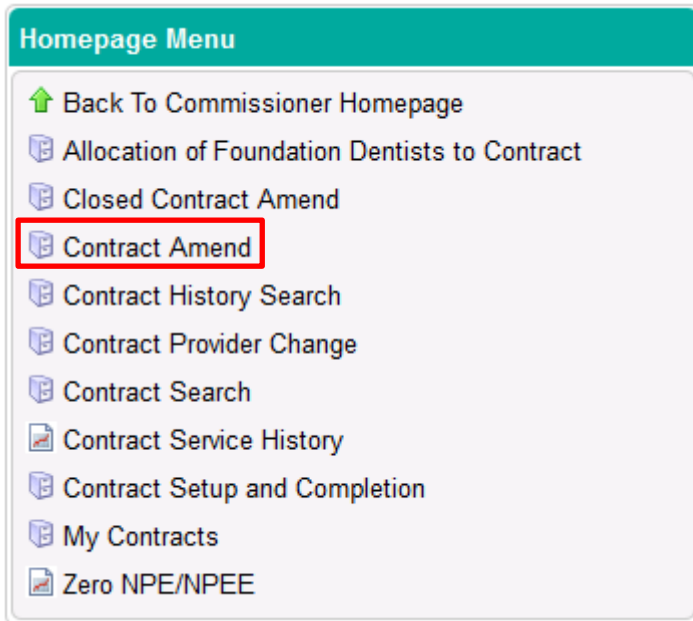 Homepage Menu
Back To Commissioner Homepage
Allocation of Foundation Dentists to Contract
Closed Contract Amend
Contract Amend
Contract History Search
Contract Provider Change
Contract Search
Contract Service History
Contract Setup and Completion
My Contracts
Zero NPE/NPEE